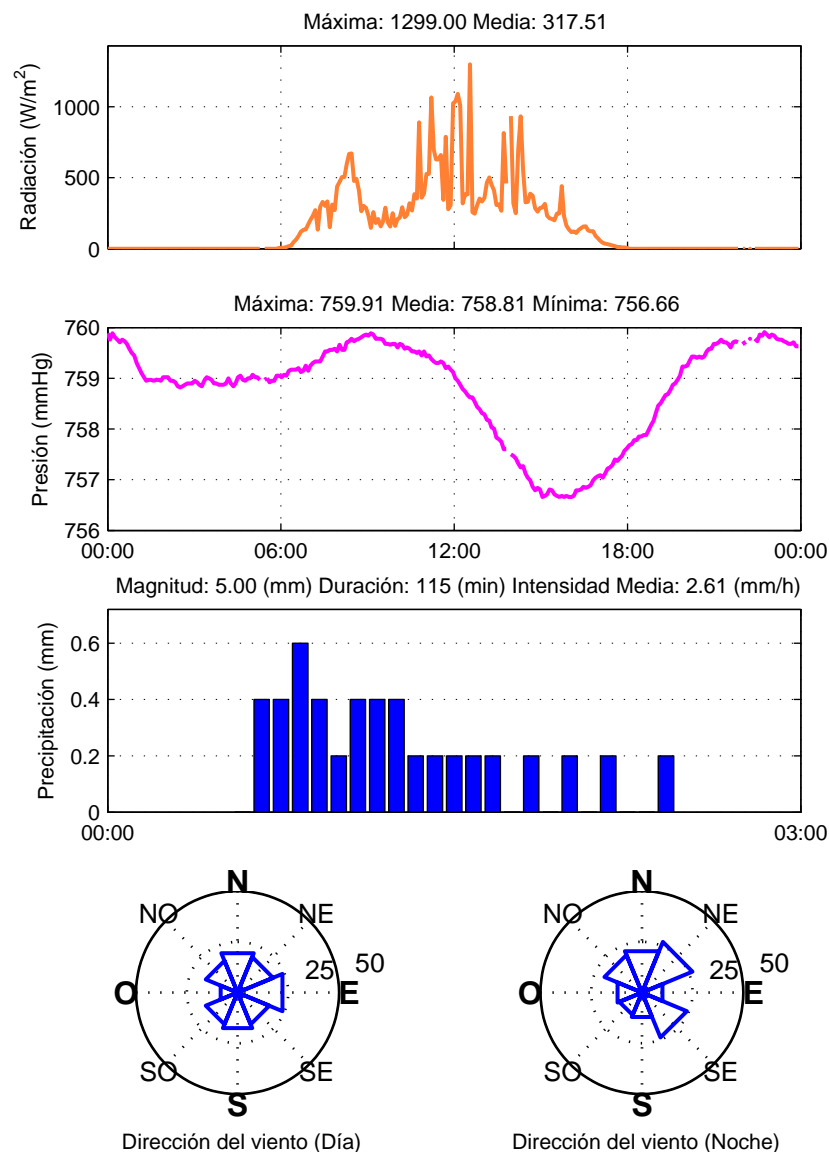 Máxima: 1299.00 Media: 317.51
Radiación (W/m²)
1000
500
0
Máxima: 759.91 Media: 758.81 Mínima: 756.66
Presión (mmHg)
760
759
758
757
756
00:00 06:00 12:00 18:00 00:00
Magnitud: 5.00 (mm) Duración: 115 (min) Intensidad Media: 2.61 (mm/h)
Precipitación (mm)
0.6
0.4
0.2
0
00:00 03:00
N
NO NE
25 50
O E
SO SE
S
Dirección del viento (Día)
N
NO NE
25 50
O E
SO SE
S
Dirección del viento (Noche)